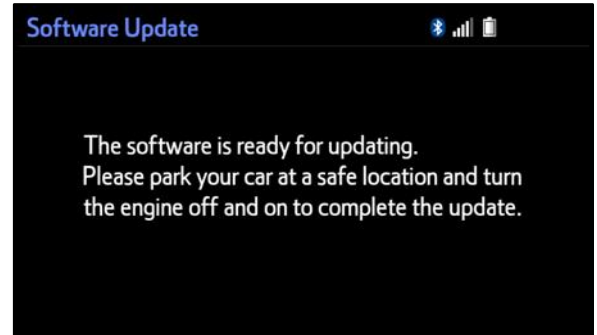 Software Update
The software is ready for updating.
Please park your car at a safe location and turn
the engine off and on to complete the update.